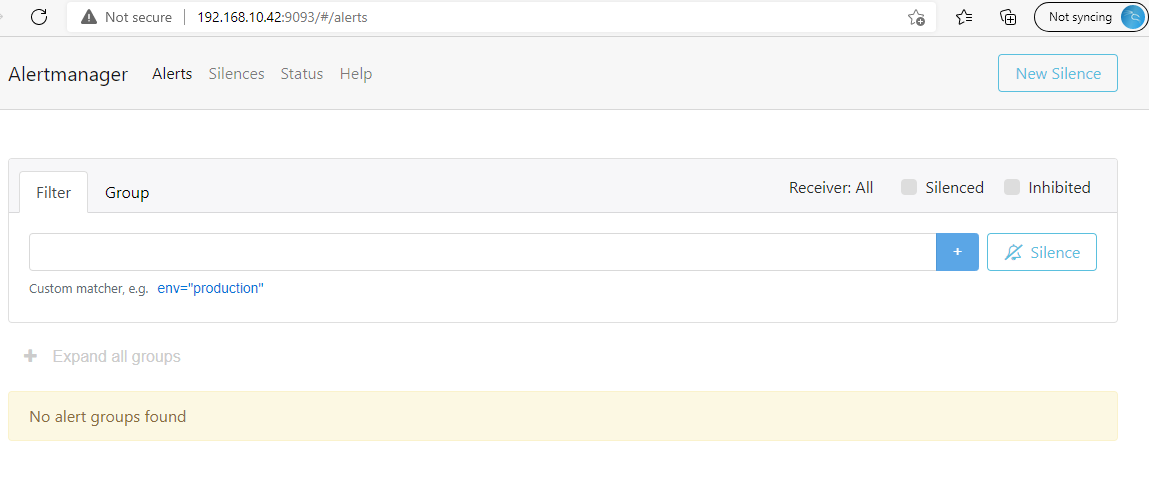 Not secure 192.168.10.42:9093/#/alerts Not syncing
Alertmanager Alerts Silences Status Help New Silence
Filter Group Receiver: All Silenced Inhibited
+ Silence
Custom matcher, e.g. env="production"
+ Expand all groups
No alert groups found